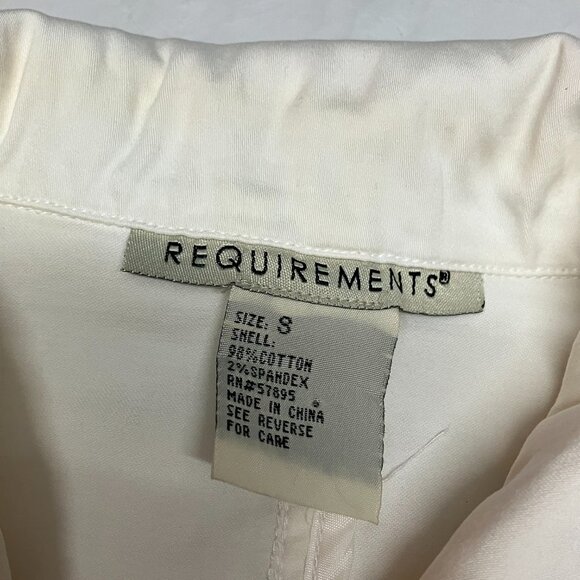 REQUIREMENTS®
SIZE: S
SHELL:
98%COTTON
2%SPANDEX
RN#57895
MADE IN CHINA
SEE REVERSE
FOR CARE